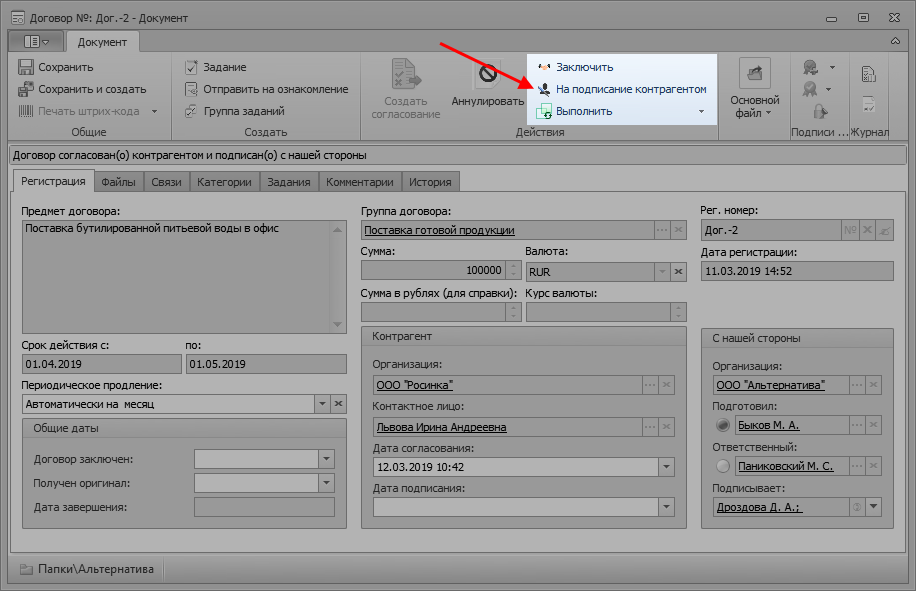 Договор №: Дог.-2 - Документ
Документ
Сохранить
Сохранить и создать
Печать штрих-кода
Общие
Задание
Отправить на ознакомление
Группа заданий
Создать
Создать
согласование
Аннулировать
Заключить
На подписание контрагентом
Выполнить
Действия
Основной
файл
Подписи ...
Журнал
Договор согласован(о) контрагентом и подписан(о) с нашей стороны
Регистрация
Файлы
Связи
Категории
Задания
Комментарии
История
Предмет договора:
Поставка бутилированной питьевой воды в офис
Срок действия с:
по:
01.04.2019
01.05.2019
Периодическое продление:
Автоматически на месяц
Общие даты
Договор заключен:
Получен оригинал:
Дата завершения:
Группа договора:
Поставка готовой продукции
Сумма:
Валюта:
100000
RUR
Сумма в рублях (для справки):
Курс валюты:
Контрагент
Организация:
ООО "Росинка"
Контактное лицо:
Львова Ирина Андреевна
Дата согласования:
12.03.2019 10:42
Дата подписания:
Рег. номер:
Дог.-2
№
Дата регистрации:
11.03.2019 14:52
С нашей стороны
Организация:
ООО "Альтернатива"
Подготовил:
Быков М. А.
Ответственный:
Паниковский М. С.
Подписывает:
Дроздова Д. А.;
Папки\Альтернатива